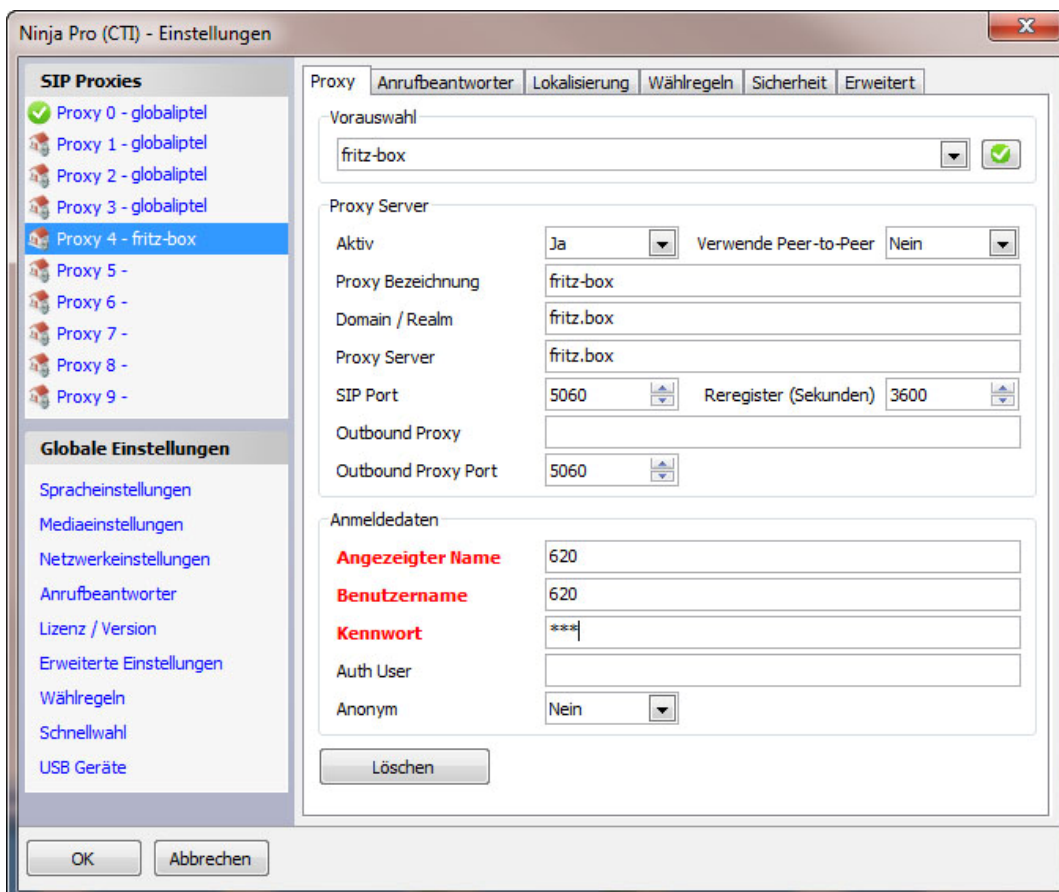 Ninja Pro (CTI) - Einstellungen
SIP Proxies
Proxy 0 - globaliptel
Proxy 1 - globaliptel
Proxy 2 - globaliptel
Proxy 3 - globaliptel
Proxy 4 - fritz-box
Proxy 5 -
Proxy 6 -
Proxy 7 -
Proxy 8 -
Proxy 9 -
Globale Einstellungen
Spracheinstellungen
Mediaeinstellungen
Netzwerkeinstellungen
Anrufbeantworter
Lizenz / Version
Erweiterte Einstellungen
Wählregeln
Schnellwahl
USB Geräte
Proxy Anrufbeantworter Lokalisierung Wählregeln Sicherheit Erweitert
Vorauswahl
fritz-box
Proxy Server
Aktiv Ja Verwende Peer-to-Peer Nein
Proxy Bezeichnung fritz-box
Domain / Realm fritz.box
Proxy Server fritz.box
SIP Port 5060 Reregister (Sekunden) 3600
Outbound Proxy
Outbound Proxy Port 5060
Anmeldedaten
Angezeigter Name 620
Benutzername 620
Kennwort ***
Auth User
Anonym Nein
Löschen
OK Abbrechen